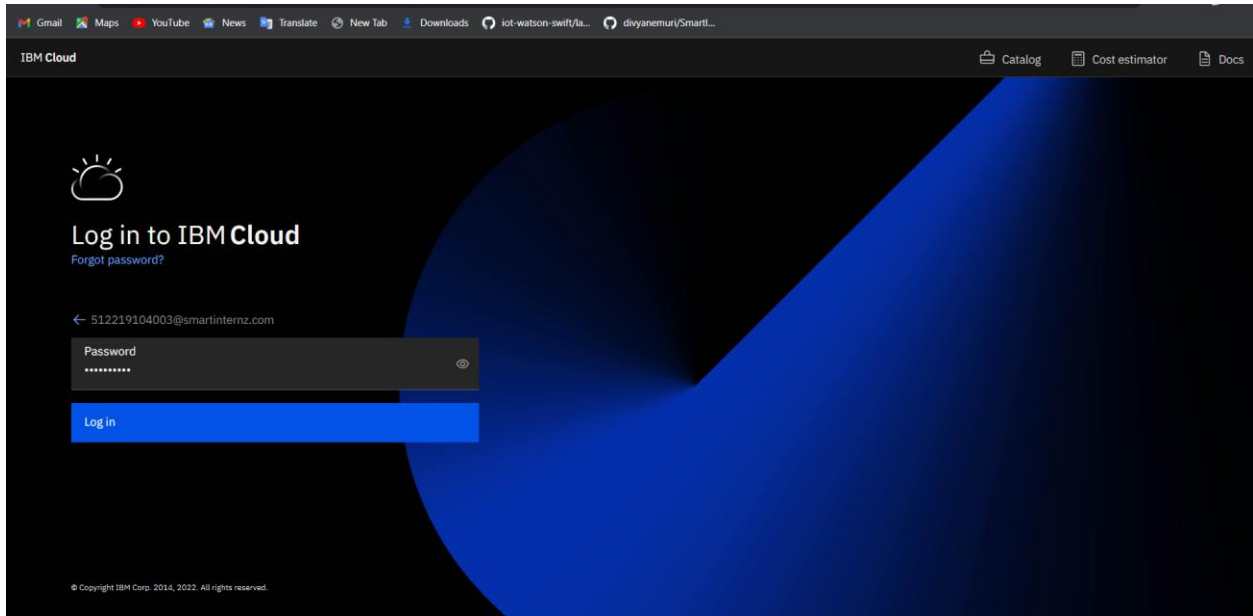 Gmail Maps YouTube News Translate New Tab Downloads iot-watson-swift/la... divyanemuri/Smartl...
IBM Cloud Catalog Cost estimator Docs
Log in to IBM Cloud
Forgot password?
← 512219104003@smartinternz.com
Password
••••••••••
Log in
© Copyright IBM Corp. 2014, 2022. All rights reserved.